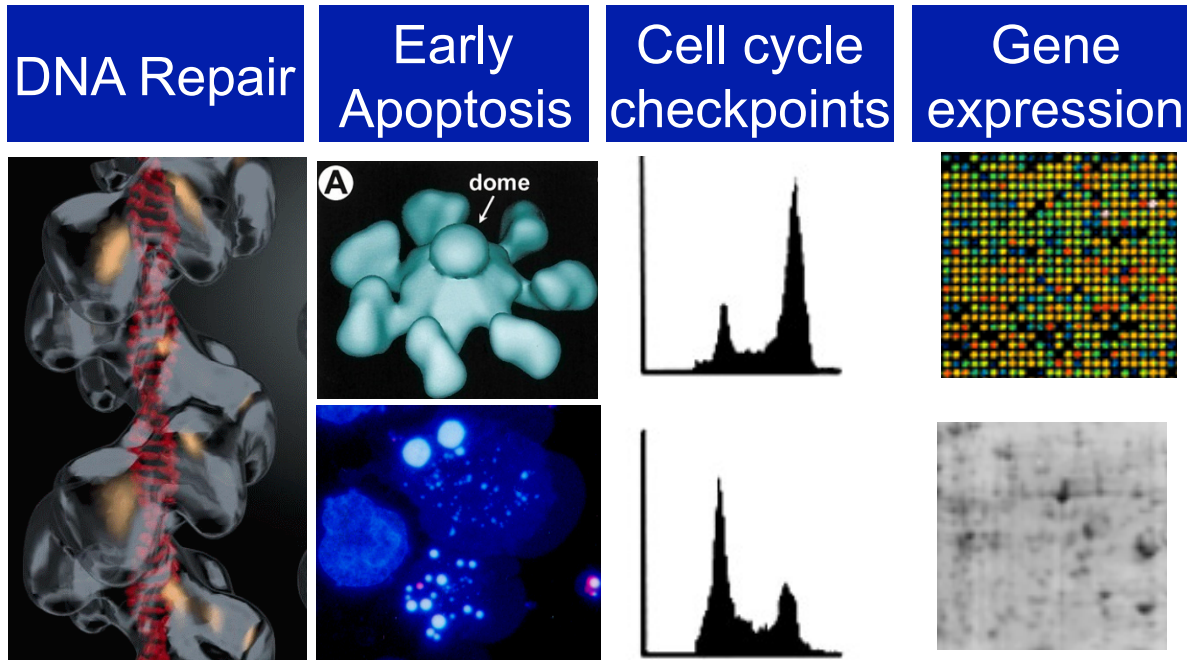 DNA Repair
Early
Apoptosis
Cell cycle
checkpoints
Gene
expression
A
dome